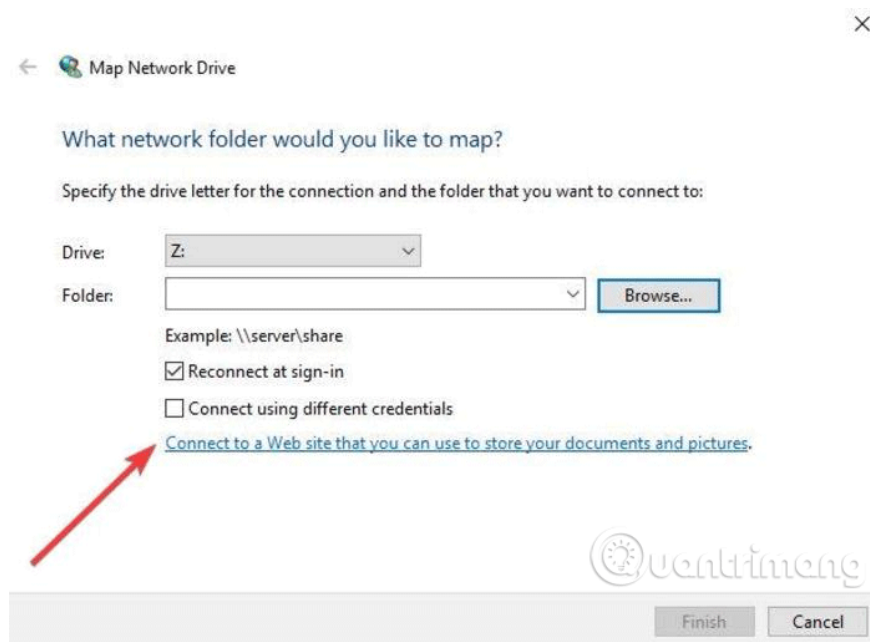 Map Network Drive
What network folder would you like to map?
Specify the drive letter for the connection and the folder that you want to connect to:
Drive: Z:
Folder: Browse...
Example: \\server\share
Reconnect at sign-in
Connect using different credentials
Connect to a Web site that you can use to store your documents and pictures.
Quantrimang
Finish Cancel